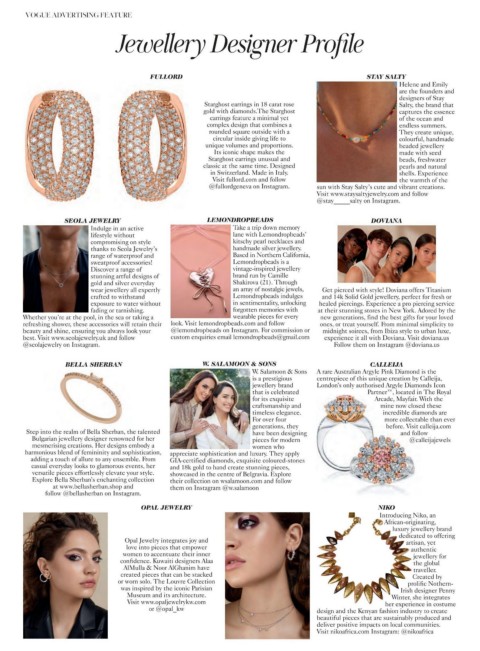 VOGUE ADVERTISING FEATURE
Jewellery Designer Profile
FULLORD
Starghost earrings in 18 carat rose
gold with diamonds. The Starghost
earrings feature a minimal yet
complex design that combines a
rounded square outside with a
circular inside giving life to
unique volumes and proportions.
Its iconic shape makes the
Starghost earrings unusual and
classic at the same time. Designed
in Switzerland. Made in Italy.
Visit fullord.com and follow
@fullordgeneva on Instagram.
STAY SALTY
Helene and Emily
are the founders and
designers of Stay
Salty, the brand that
captures the essence
of the ocean and
endless summers.
They create unique,
colourful, handmade
beaded jewellery
made with seed
beads, freshwater
pearls and natural
shells. Experience
the warmth of the
sun with Stay Salty's cute and vibrant creations.
Visit www.staysaltyjewelry.com and follow
@stay_____salty on Instagram.
SEOLA JEWELRY
Indulge in an active
lifestyle without
compromising on style
thanks to Seola Jewelry's
range of waterproof and
sweatproof accessories!
Discover a range of
stunning artful designs of
gold and silver everyday
wear jewellery all expertly
crafted to withstand
exposure to water without
fading or tarnishing.
Whether you're at the pool, in the sea or taking a
refreshing shower, these accessories will retain their
beauty and shine, ensuring you always look your
best. Visit www.seolajewelry.uk and follow
@seolajewelry on Instagram.
LEMONDROPBEADS
Take a trip down memory
lane with Lemondropbeads'
kitschy pearl necklaces and
handmade silver jewellery.
Based in Northern California,
Lemondropbeads is a
vintage-inspired jewellery
brand run by Camille
Shakirova (21). Through
an array of nostalgic jewels,
Lemondropbeads indulges
in sentimentality, unlocking
forgotten memories with
wearable pieces for every
look. Visit lemondropbeads.com and follow
@lemondropbeads on Instagram. For commission or
custom enquiries email lemondropbeads@gmail.com
DOVIANA
Get pierced with style! Doviana offers Titanium
and 14k Solid Gold jewellery, perfect for fresh or
healed piercings. Experience a pro piercing service
at their stunning stores in New York. Adored by the
new generations, find the best gifts for your loved
ones, or treat yourself. From minimal simplicity to
midnight soirees, from Ibiza style to urban luxe,
experience it all with Doviana. Visit doviana.us
Follow them on Instagram @doviana.us
BELLA SHERBAN
Step into the realm of Bella Sherban, the talented
Bulgarian jewellery designer renowned for her
mesmerising creations. Her designs embody a
harmonious blend of femininity and sophistication,
adding a touch of allure to any ensemble. From
casual everyday looks to glamorous events, her
versatile pieces effortlessly elevate your style.
Explore Bella Sherban's enchanting collection
at www.bellasherban.shop and
follow @bellasherban on Instagram.
W. SALAMOON & SONS
W. Salamoon & Sons
is a prestigious
jewellery brand
that is celebrated
for its exquisite
craftsmanship and
timeless elegance.
For over four
generations, they
have been designing
pieces for modern
women who
appreciate sophistication and luxury. They apply
GIA-certified diamonds, exquisite coloured-stones
and 18k gold to hand create stunning pieces,
showcased in the centre of Belgravia. Explore
their collection on wsalamoon.com and follow
them on Instagram @w.salamoon
CALLEIJA
A rare Australian Argyle Pink Diamond is the
centrepiece of this unique creation by Calleija,
London's only authorised Argyle Diamonds Icon
Partner™, located in The Royal
Arcade, Mayfair. With the
mine now closed these
incredible diamonds are
more collectable than ever
before. Visit calleija.com
and follow
@calleijajewels
OPAL JEWELRY
Opal Jewelry integrates joy and
love into pieces that empower
women to accentuate their inner
confidence. Kuwaiti designers Alaa
AlMulla & Noor AlGhanim have
created pieces that can be stacked
or worn solo. The Louvre Collection
was inspired by the iconic Parisian
Museum and its architecture.
Visit www.opaljewelrykw.com
or @opal_kw
NIKO
Introducing Niko, an
African-originating,
luxury jewellery brand
dedicated to offering
artisan, yet
authentic
jewellery for
the global
traveller.
Created by
prolific Nothern-
Irish designer Penny
Winter, she integrates
her experience in costume
design and the Kenyan fashion industry to create
beautiful pieces that are sustainably produced and
deliver positive impacts on local communities.
Visit nikoafrica.com Instagram: @nikoafrica